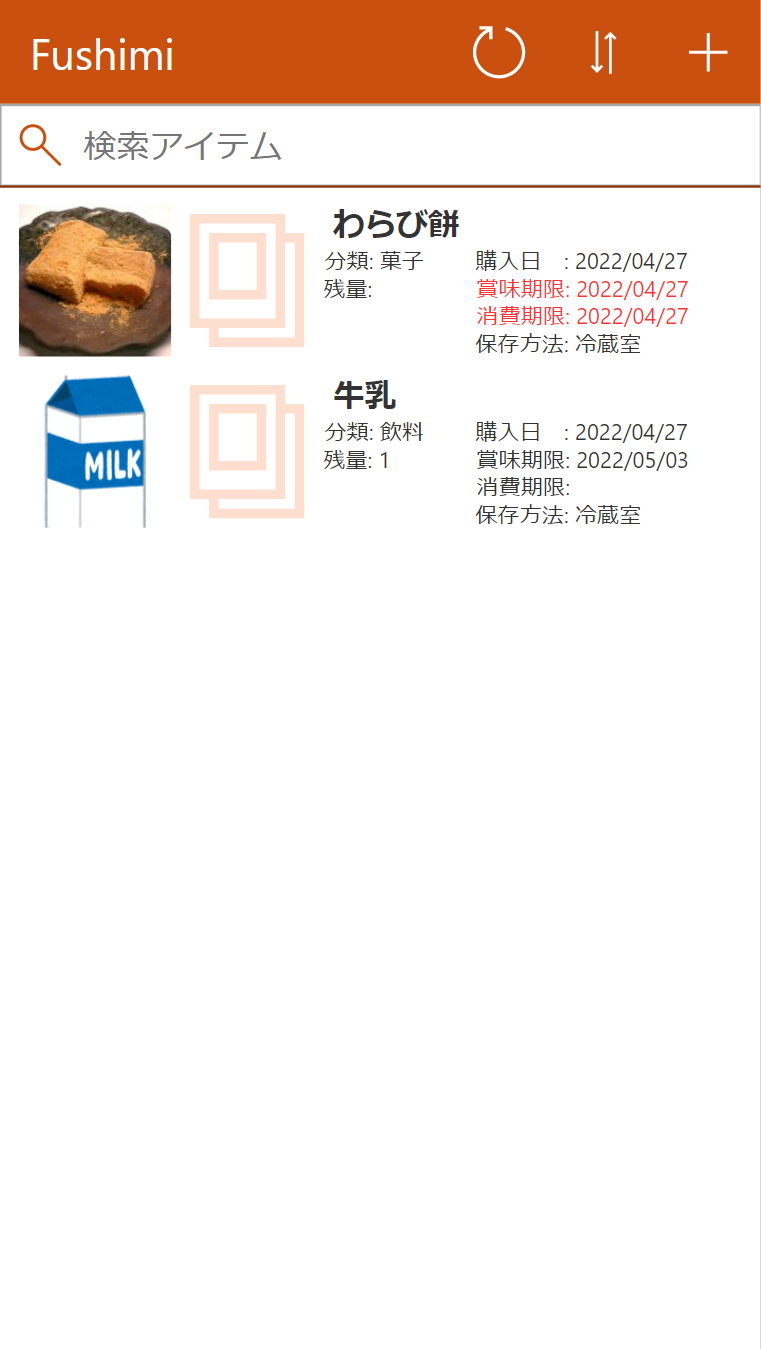 Fushimi
検索アイテム
わらび餅
分類: 菓子 購入日　: 2022/04/27
残量: 賞味期限: 2022/04/27
消費期限: 2022/04/27
保存方法: 冷蔵室
MILK
牛乳
分類: 飲料 購入日　: 2022/04/27
残量: 1 賞味期限: 2022/05/03
消費期限:
保存方法: 冷蔵室